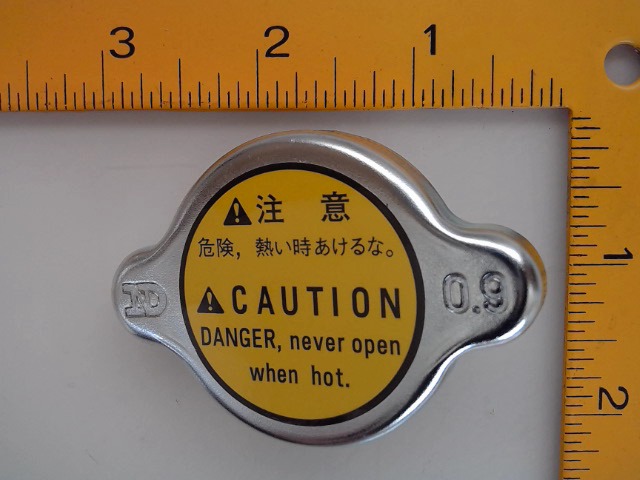 3 2 1
注 意
危険，熱い時あけるな。
CAUTION
DANGER, never open
when hot.
0.9
1
2